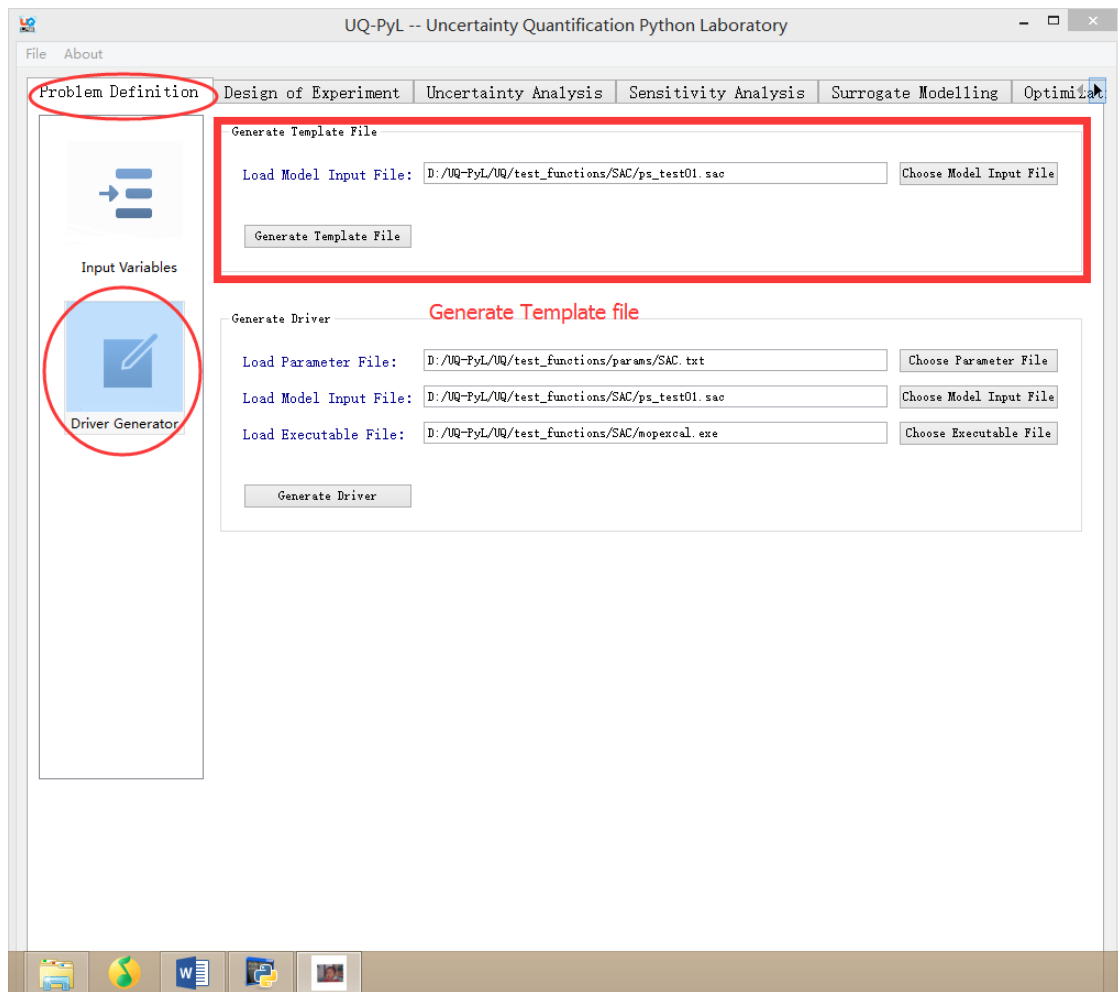 UQ-PyL -- Uncertainty Quantification Python Laboratory
File About
Problem Definition Design of Experiment Uncertainty Analysis Sensitivity Analysis Surrogate Modelling
Generate Template File
Load Model Input File: D:/UQ-PyL/UQ/test_functions/SAC/ps_test01.sac Choose Model Input File
Generate Template File
Input Variables
Generate Template file
Generate Driver
Load Parameter File: D:/UQ-PyL/UQ/test_functions/params/SAC.txt Choose Parameter File
Load Model Input File: D:/UQ-PyL/UQ/test_functions/SAC/ps_test01.sac Choose Model Input File
Driver Generator
Load Executable File: D:/UQ-PyL/UQ/test_functions/SAC/mopexcal.exe Choose Executable File
Generate Driver